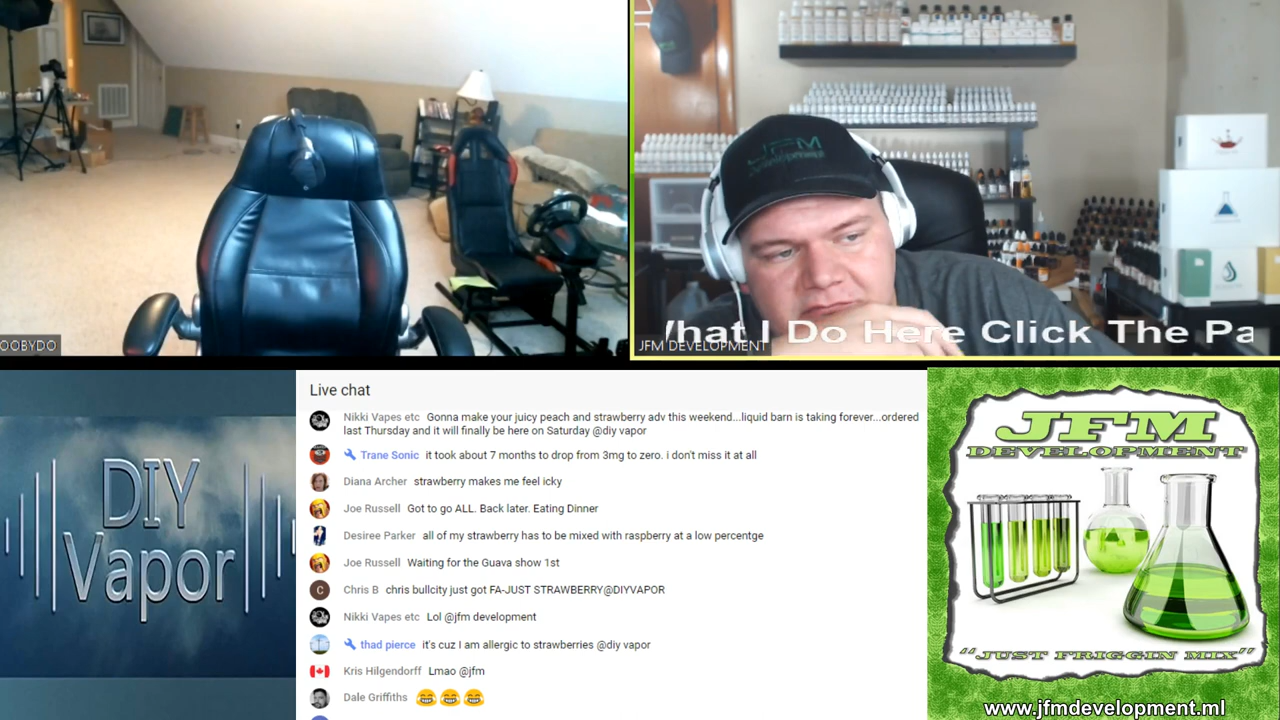 JFM
Development
OOBYDO
hat I Do Here Click The Pa
JFM DEVELOPMENT
DIY
Vapor
Live chat
Nikki Vapes etc Gonna make your juicy peach and strawberry adv this weekend...liquid barn is taking forever...ordered
last Thursday and it will finally be here on Saturday @diy vapor
Trane Sonic it took about 7 months to drop from 3mg to zero. i don't miss it at all
Diana Archer strawberry makes me feel icky
Joe Russell Got to go ALL. Back later. Eating Dinner
Desiree Parker all of my strawberry has to be mixed with raspberry at a low percentge
Joe Russell Waiting for the Guava show 1st
C
Chris B chris bullcity just got FA-JUST STRAWBERRY@DIYVAPOR
Nikki Vapes etc Lol @jfm development
thad pierce it's cuz I am allergic to strawberries @diy vapor
Kris Hilgendorff Lmao @jfm
Dale Griffiths 😂 😂 😂
JFM
DEVELOPMENT
"JUST FRIGGIN MIX"
www.jfmdevelopment.ml